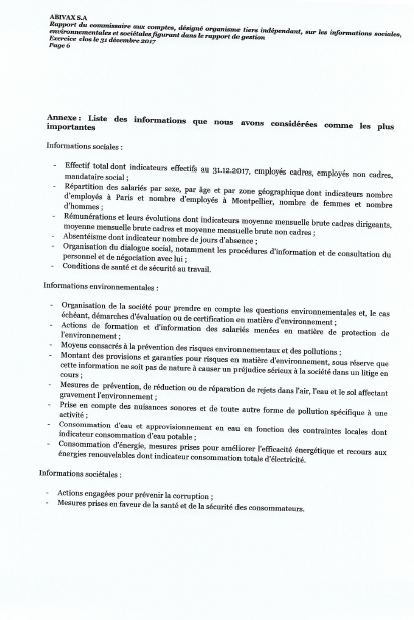 ABIVAX S.A
Rapport du commissaire aux comptes, désigné organisme tiers indépendant, sur les informations sociales,
environnementales et sociétales figurant dans le rapport de gestion
Exercice clos le 31 décembre 2017
Page 6
Annexe : Liste des informations que nous avons considérées comme les plus
importantes
Informations sociales :
- Effectif total dont indicateurs effectifs au 31.12.2017, employés cadres, employés non cadres,
mandataire social ;
- Répartition des salariés par sexe, par âge et par zone géographique dont indicateurs nombre
d'employés à Paris et nombre d'employés à Montpellier, nombre de femmes et nombre
d'hommes ;
- Rémunérations et leurs évolutions dont indicateurs moyenne mensuelle brute cadres dirigeants,
moyenne mensuelle brute cadres et moyenne mensuelle brute non cadres ;
- Absentéisme dont indicateur nombre de jours d'absence ;
- Organisation du dialogue social, notamment les procédures d'information et de consultation du
personnel et de négociation avec lui ;
- Conditions de santé et de sécurité au travail.
Informations environnementales :
- Organisation de la société pour prendre en compte les questions environnementales et, le cas
échéant, démarches d'évaluation ou de certification en matière d'environnement ;
- Actions de formation et d'information des salariés menées en matière de protection de
l'environnement ;
- Moyens consacrés à la prévention des risques environnementaux et des pollutions ;
- Montant des provisions et garanties pour risques en matière d'environnement, sous réserve que
cette information ne soit pas de nature à causer un préjudice sérieux à la société dans un litige en
cours ;
- Mesures de prévention, de réduction ou de réparation de rejets dans l'air, l'eau et le sol affectant
gravement l'environnement ;
- Prise en compte des nuisances sonores et de toute autre forme de pollution spécifique à une
activité ;
- Consommation d'eau et approvisionnement en eau en fonction des contraintes locales dont
indicateur consommation d'eau potable ;
- Consommation d'énergie, mesures prises pour améliorer l'efficacité énergétique et recours aux
énergies renouvelables dont indicateur consommation totale d'électricité.
Informations sociétales :
- Actions engagées pour prévenir la corruption ;
- Mesures prises en faveur de la santé et de la sécurité des consommateurs.